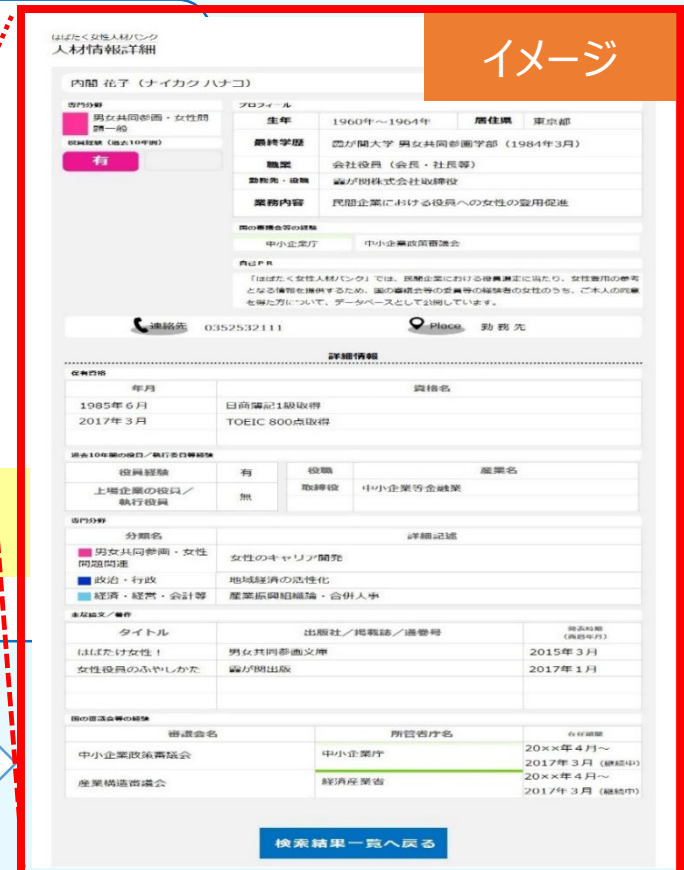 はばたく女性人材バンク
人材情報詳細
イメージ
内閣 花子（ナイカク ハナコ）
専門分野
男女共同参画・女性問題一般
役員経験（過去10年間）
有
プロフィール
生年 1960年～1964年 居住県 東京都
最終学歴 霞が関大学 男女共同参画学部（1984年3月）
職業 会社役員（会長・社長等）
勤務先・役職 霞が関株式会社取締役
業務内容 民間企業における役員への女性の登用促進
国の審議会等の経験
中小企業庁 中小企業政策審議会
自己ＰＲ
「はばたく女性人材バンク」では、民間企業における役員選定に当たり、女性登用の参考
となる情報を提供するため、国の審議会等の委員等の経験者の女性のうち、ご本人の同意
を得た方について、データベースとして公開しています。
連絡先 0352532111 Place 勤務先
詳細情報
保有資格
年月 資格名
1985年6月 日商簿記1級取得
2017年3月 TOEIC 800点取得
過去10年間の役員／執行委員等経験
役員経験 有 役職 産業名
上場企業の役員／執行役員 無 取締役 中小企業等金融業
専門分野
分類名 詳細記述
男女共同参画・女性問題関連 女性のキャリア開発
政治・行政 地域経済の活性化
経済・経営・会計等 産業振興組織論・合併人事
主な論文／著作
タイトル 出版社／掲載誌／通巻号 発表時期（西暦年月）
はばたけ女性！ 男女共同参画文庫 2015年3月
女性役員のふやしかた 霞が関出版 2017年1月
国の審議会等の経験
審議会名 所管省庁名 在任期間
中小企業政策審議会 中小企業庁 20××年4月～
2017年3月（継続中）
産業構造審議会 経済産業省 20××年4月～
2017年3月（継続中）
検索結果一覧へ戻る